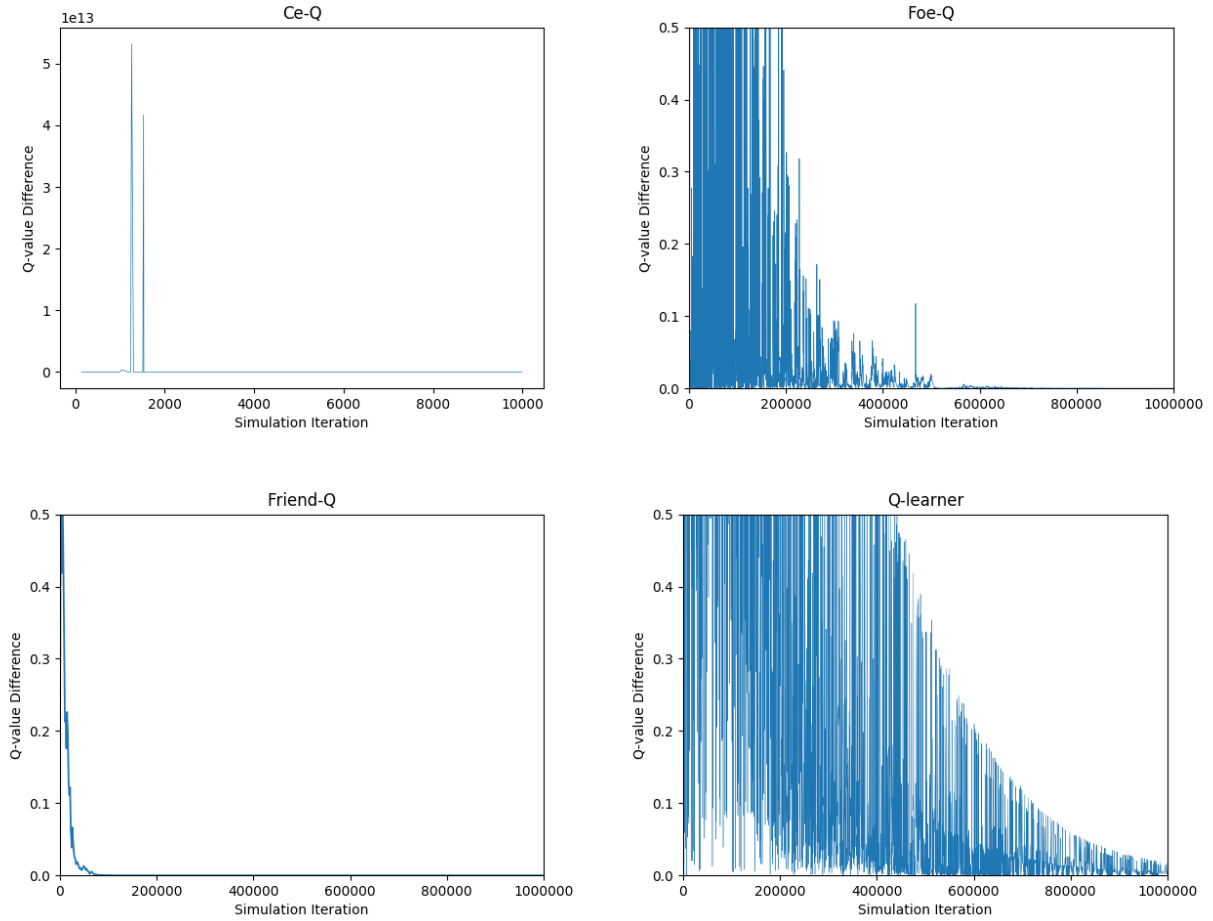 Ce-Q
1e13
5
4
3
2
1
0
Q-value Difference
0 2000 4000 6000 8000 10000
Simulation Iteration
Foe-Q
0.5
0.4
0.3
0.2
0.1
0.0
Q-value Difference
0 200000 400000 600000 800000 1000000
Simulation Iteration
Friend-Q
0.5
0.4
0.3
0.2
0.1
0.0
Q-value Difference
0 200000 400000 600000 800000 1000000
Simulation Iteration
Q-learner
0.5
0.4
0.3
0.2
0.1
0.0
Q-value Difference
0 200000 400000 600000 800000 1000000
Simulation Iteration